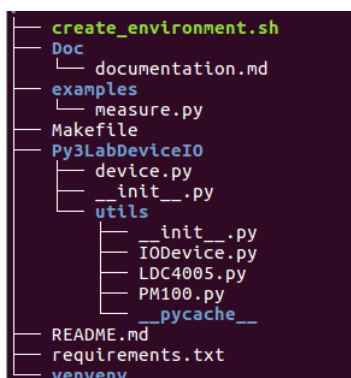 create_environment.sh
Doc
documentation.md
examples
measure.py
Makefile
Py3LabDeviceIO
device.py
__init__.py
utils
__init__.py
IODevice.py
LDC4005.py
PM100.py
__pycache__
README.md
requirements.txt
venvenv